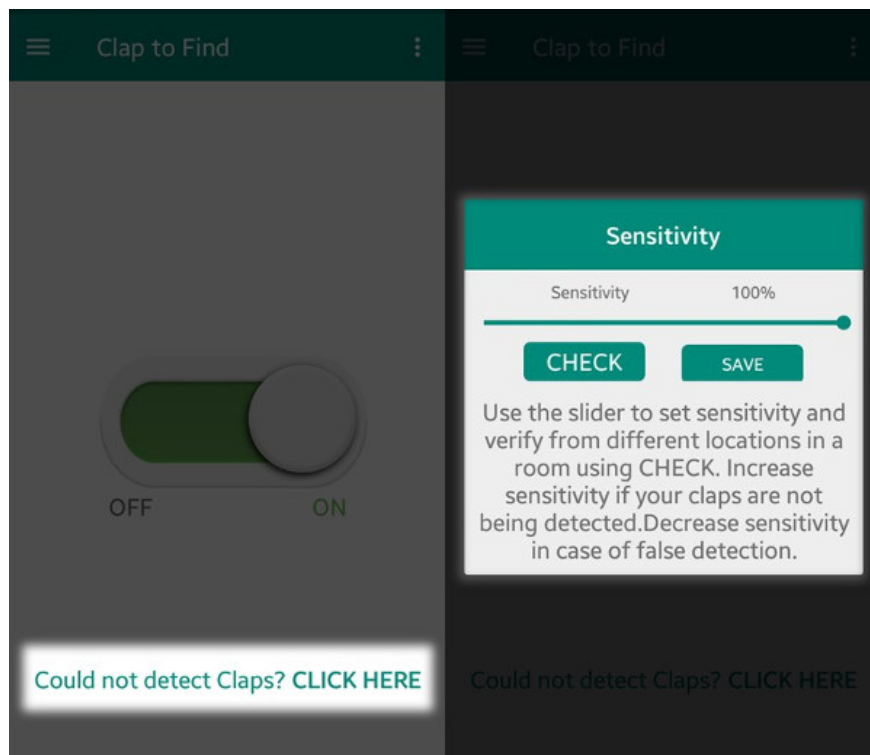 Clap to Find
OFF ON
Could not detect Claps? CLICK HERE
Clap to Find
Sensitivity
Sensitivity 100%
CHECK SAVE
Use the slider to set sensitivity and
verify from different locations in a
room using CHECK. Increase
sensitivity if your claps are not
being detected.Decrease sensitivity
in case of false detection.
Could not detect Claps? CLICK HERE